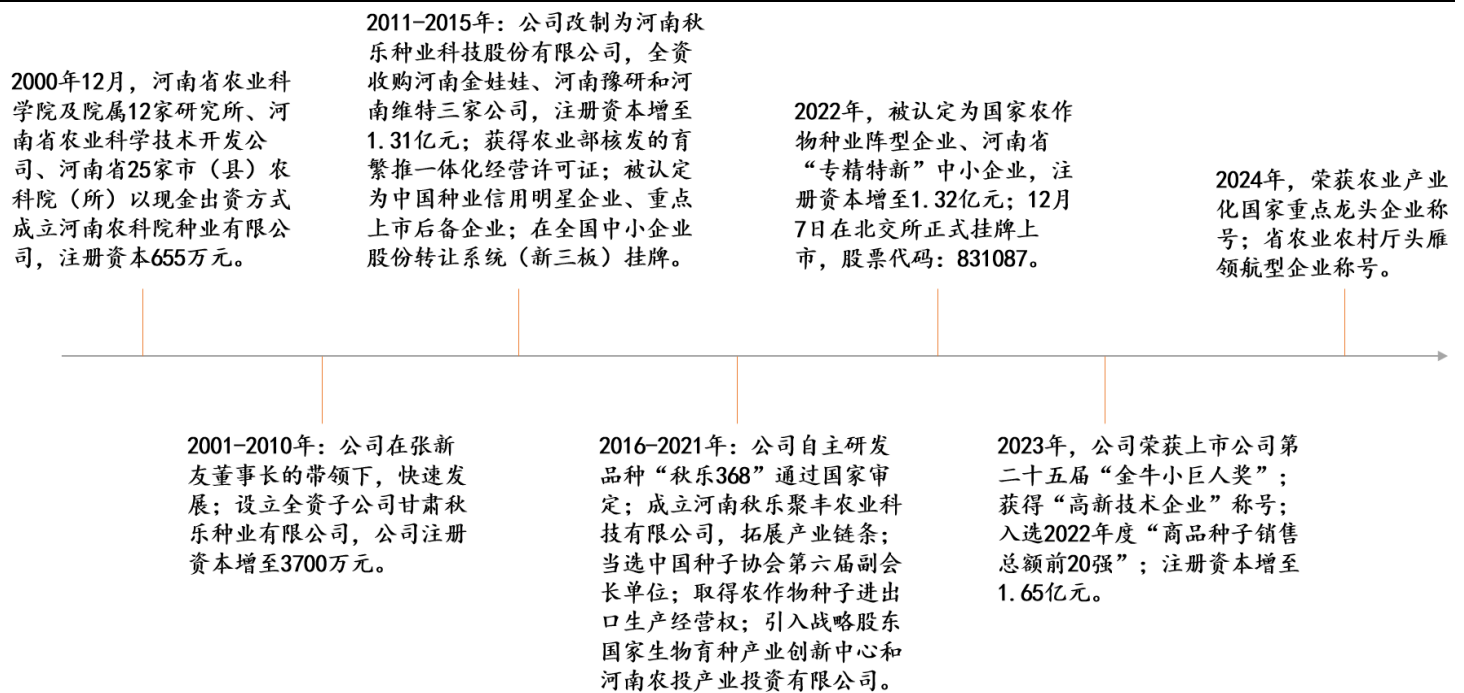 2000年12月，河南省农业科
学院及院属12家研究所、河
南省农业科学技术开发公
司、河南省25家市（县）农
科院（所）以现金出资方式
成立河南农科院种业有限公
司，注册资本655万元。
2001-2010年：公司在张新
友董事长的带领下，快速发
展；设立全资子公司甘肃秋
乐种业有限公司，公司注册
资本增至3700万元。
2011-2015年：公司改制为河南秋
乐种业科技股份有限公司，全资
收购河南金娃娃、河南豫研和河
南维特三家公司，注册资本增至
1.31亿元；获得农业部核发的育
繁推一体化经营许可证；被认定
为中国种业信用明星企业、重点
上市后备企业；在全国中小企业
股份转让系统（新三板）挂牌。
2016-2021年：公司自主研发
品种“秋乐368”通过国家审
定；成立河南秋乐聚丰农业科
技有限公司，拓展产业链条；
当选中国种子协会第六届副会
长单位；取得农作物种子进出
口生产经营权；引入战略股东
国家生物育种产业创新中心和
河南农投产业投资有限公司。
2022年，被认定为国家农作
物种业阵型企业、河南省
“专精特新”中小企业，注
册资本增至1.32亿元；12月
7日在北交所正式挂牌上
市，股票代码：831087。
2023年，公司荣获上市公司第
二十五届“金牛小巨人奖”；
获得“高新技术企业”称号；
入选2022年度“商品种子销售
总额前20强”；注册资本增至
1.65亿元。
2024年，荣获农业产业
化国家重点龙头企业称
号；省农业农村厅头雁
领航型企业称号。